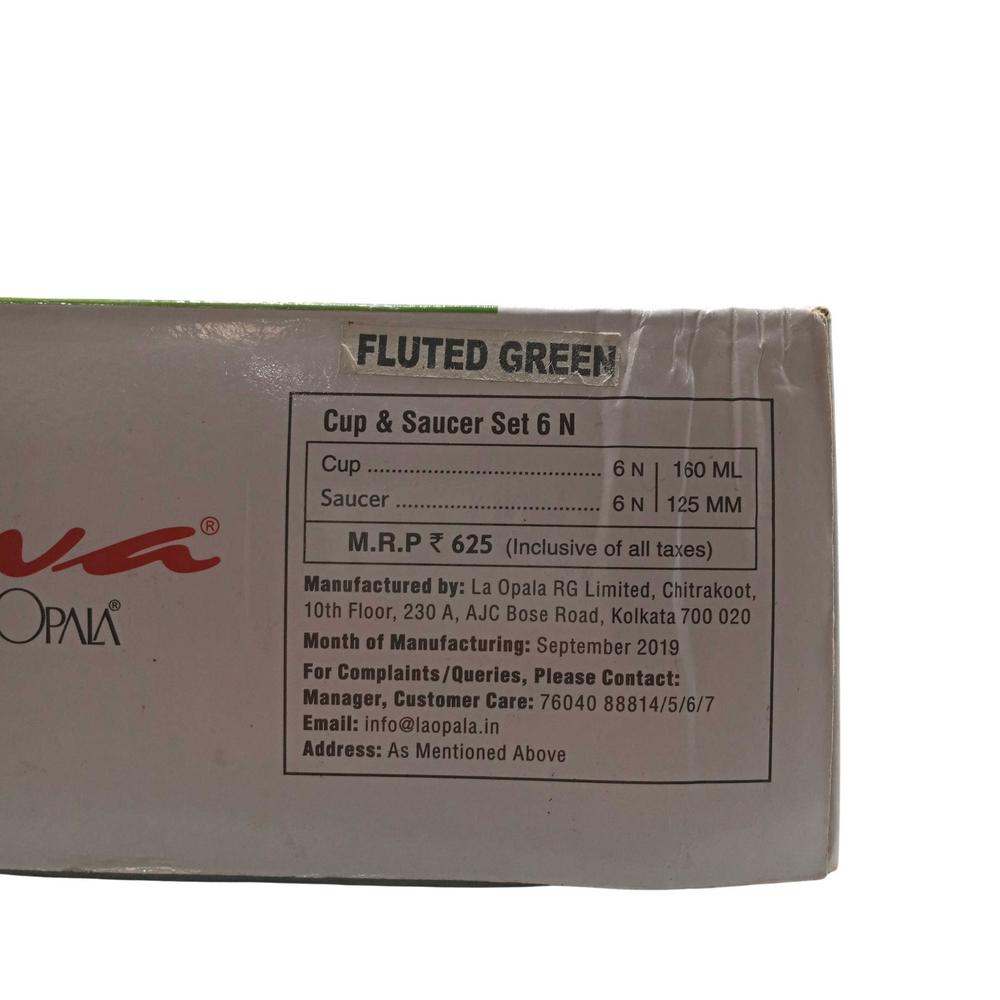 FLUTED GREEN
Cup & Saucer Set 6 N
Cup ........................................ 6 N | 160 ML
Saucer ................................... 6 N | 125 MM
M.R.P ₹ 625 (Inclusive of all taxes)
Manufactured by: La Opala RG Limited, Chitrakoot,
10th Floor, 230 A, AJC Bose Road, Kolkata 700 020
Month of Manufacturing: September 2019
For Complaints/Queries, Please Contact:
Manager, Customer Care: 76040 88814/5/6/7
Email: info@laopala.in
Address: As Mentioned Above
va®
OPALA®